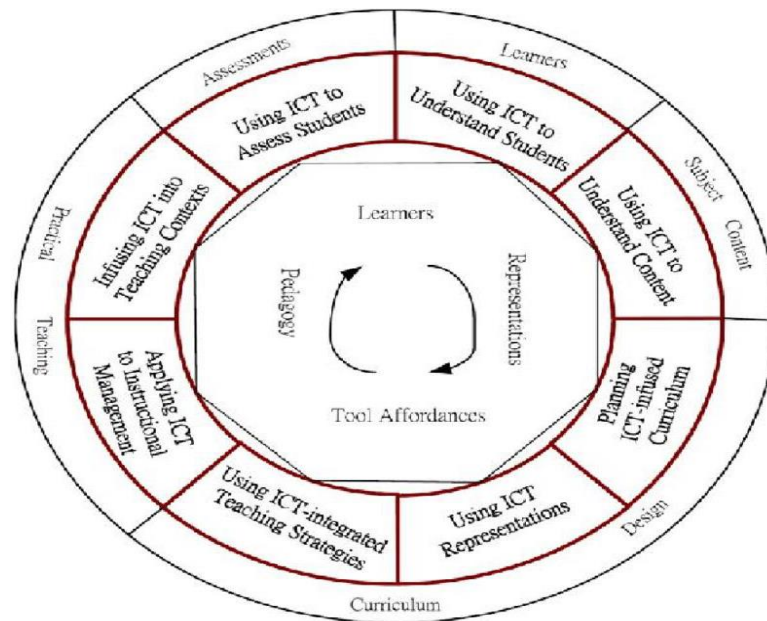 Assessments
Learners
Using ICT to
Assess Students
Using ICT to
Understand Students
Subject
Content
Practical
Teaching
Infusing ICT into
Teaching Contexts
Using ICT to
Understand Content
Learners
Pedagogy
Representations
Tool Affordances
Applying ICT
to Instructional
Management
Planning
ICT-infused
Curriculum
Using ICT-integrated
Teaching Strategies
Using ICT
Representations
Design
Curriculum